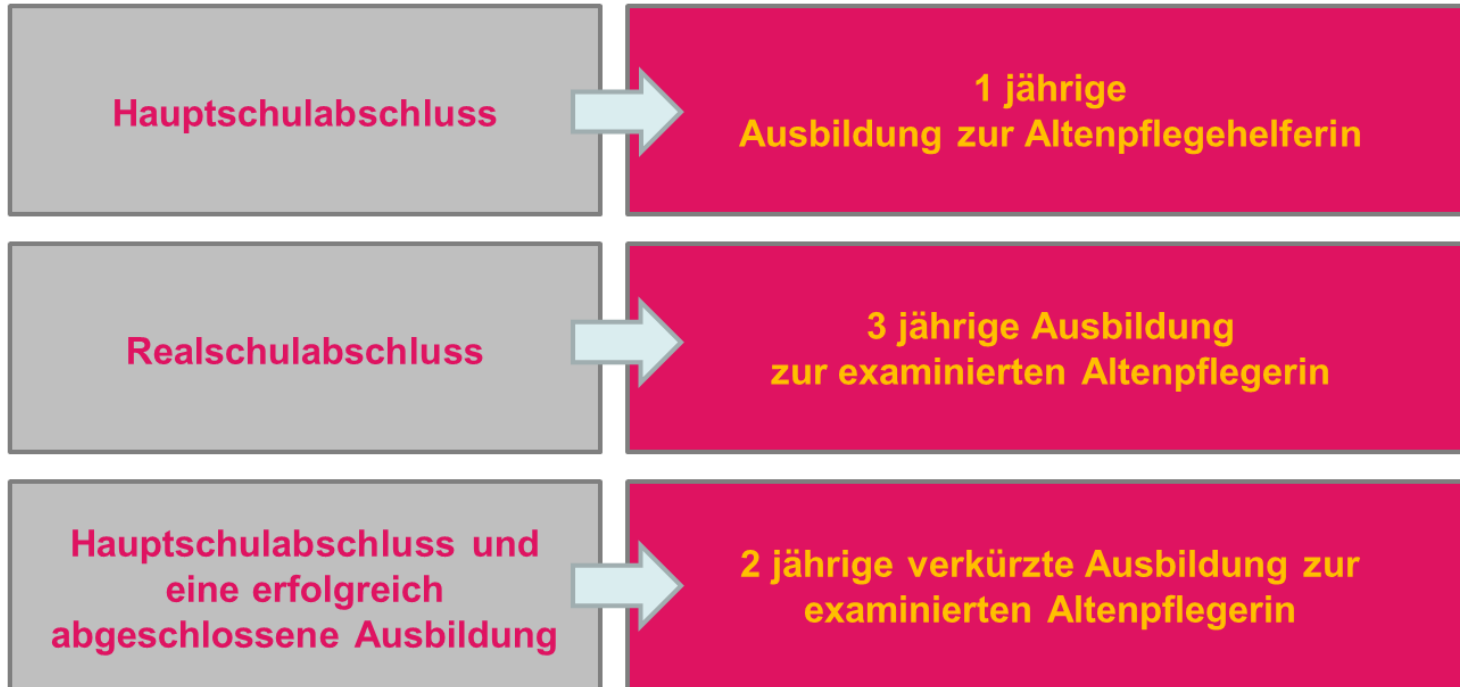 Hauptschulabschluss
1 jährige
Ausbildung zur Altenpflegehelferin
Realschulabschluss
3 jährige Ausbildung
zur examinierten Altenpflegerin
Hauptschulabschluss und
eine erfolgreich
abgeschlossene Ausbildung
2 jährige verkürzte Ausbildung zur
examinierten Altenpflegerin